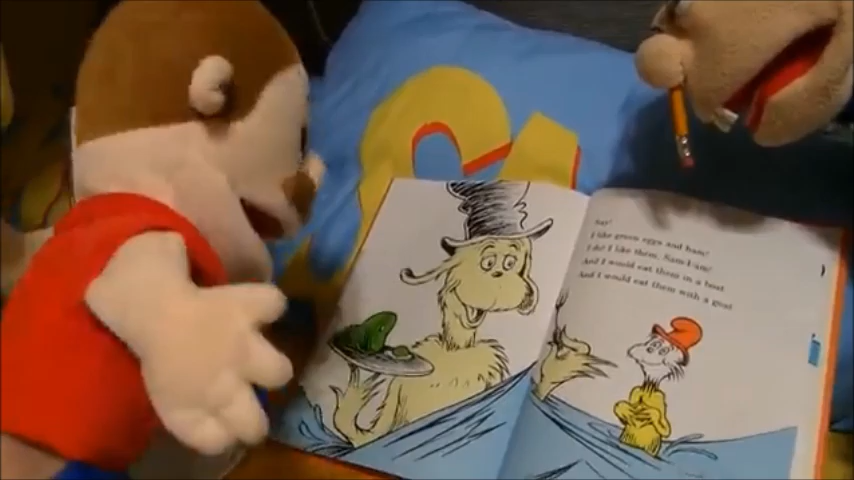 Say!
I like green eggs and ham!
I do! I like them, Sam-I-am!
And I would eat them in a boat.
And I would eat them with a goat...